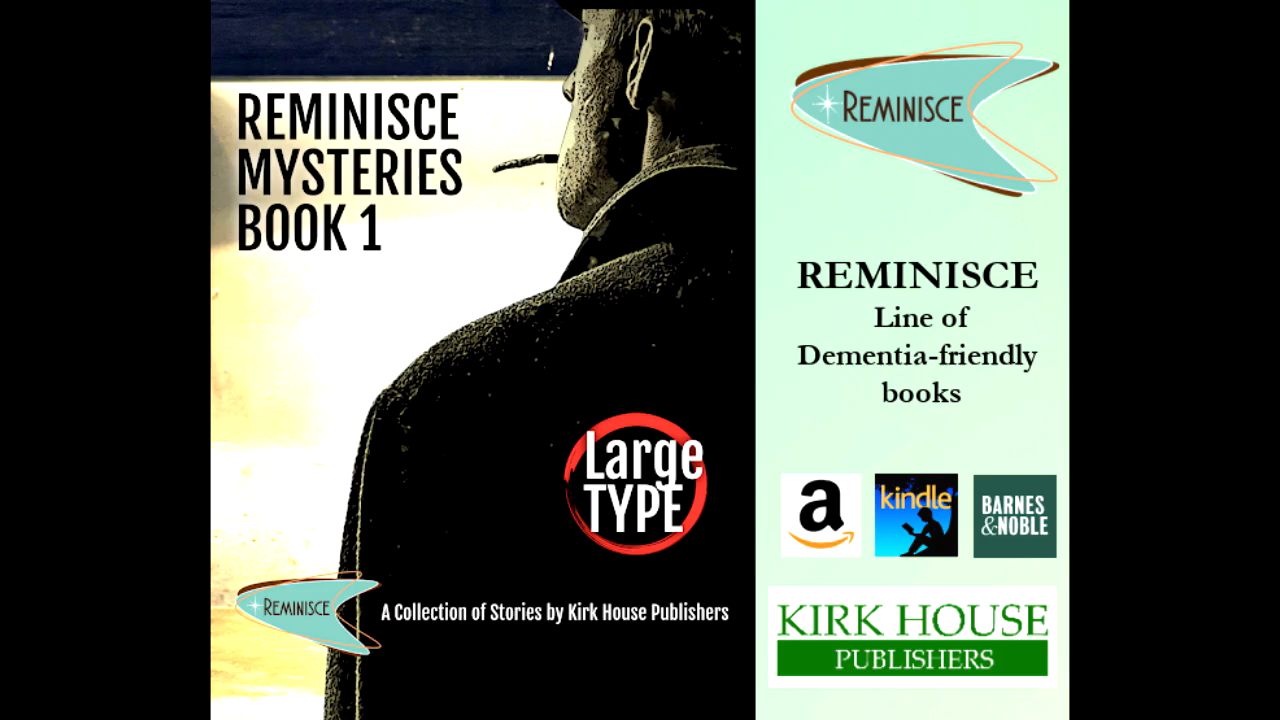 REMINISCE
MYSTERIES
BOOK 1
Large
TYPE
REMINISCE
A Collection of Stories by Kirk House Publishers
REMINISCE
REMINISCE
Line of
Dementia-friendly
books
a
kindle
BARNES
&NOBLE
KIRK HOUSE
PUBLISHERS